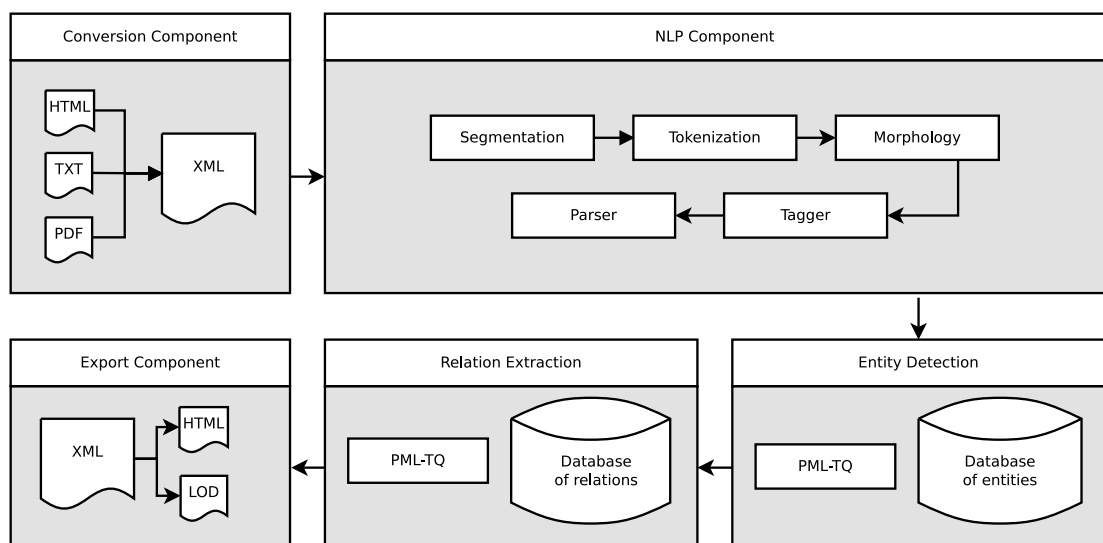 Conversion Component
HTML
TXT
PDF
XML
NLP Component
Segmentation
Tokenization
Morphology
Parser
Tagger
Export Component
XML
HTML
LOD
Relation Extraction
PML-TQ
Database
of relations
Entity Detection
PML-TQ
Database
of entities